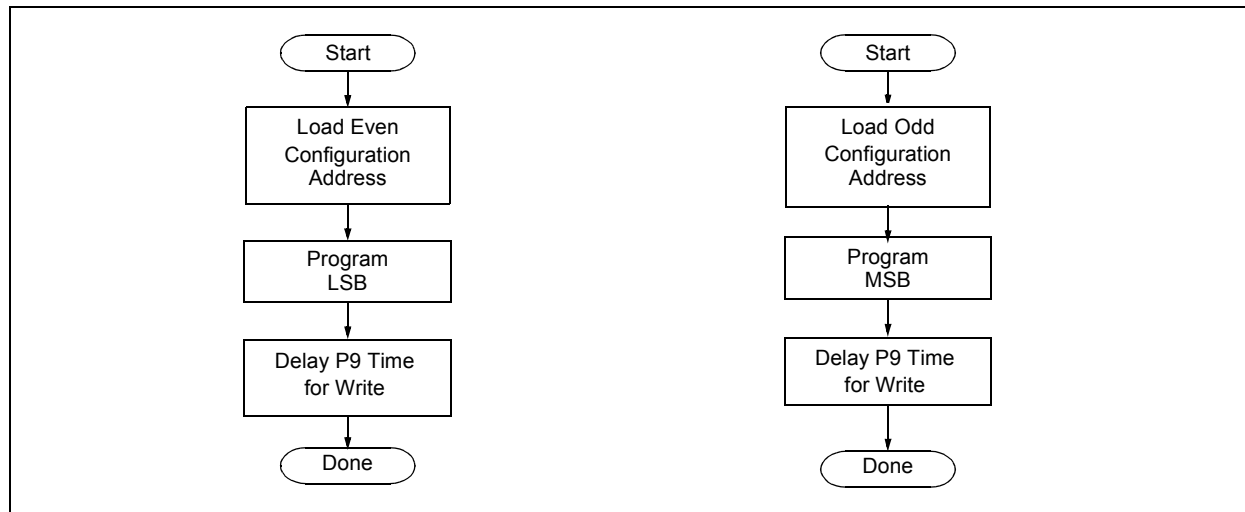 Start
Load Even
Configuration
Address
Program
LSB
Delay P9 Time
for Write
Done
Start
Load Odd
Configuration
Address
Program
MSB
Delay P9 Time
for Write
Done